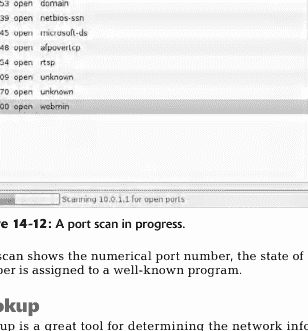 53 open domain
39 open netbios-ssn
45 open microsoft-ds
48 open afpovertcp
54 open rtsp
09 open unknown
70 open unknown
00 open webmin
Scanning 10.0.1.1 for open ports
e 14-12: A port scan in progress.
scan shows the numerical port number, the state of
ber is assigned to a well-known program.
okup
up is a great tool for determining the network info